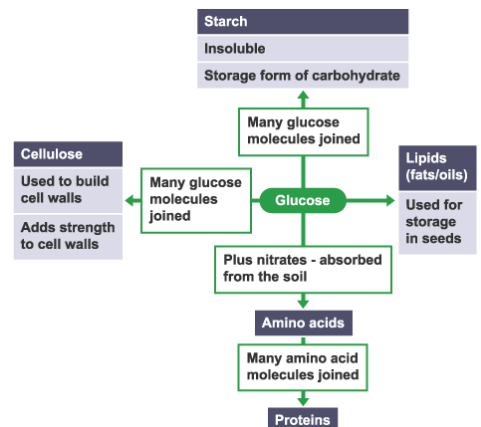 Starch
Insoluble
Storage form of carbohydrate
Many glucose
molecules joined
Cellulose
Used to build
cell walls
Adds strength
to cell walls
Many glucose
molecules
joined
Glucose
Lipids
(fats/oils)
Used for
storage
in seeds
Plus nitrates - absorbed
from the soil
Amino acids
Many amino acid
molecules joined
Proteins